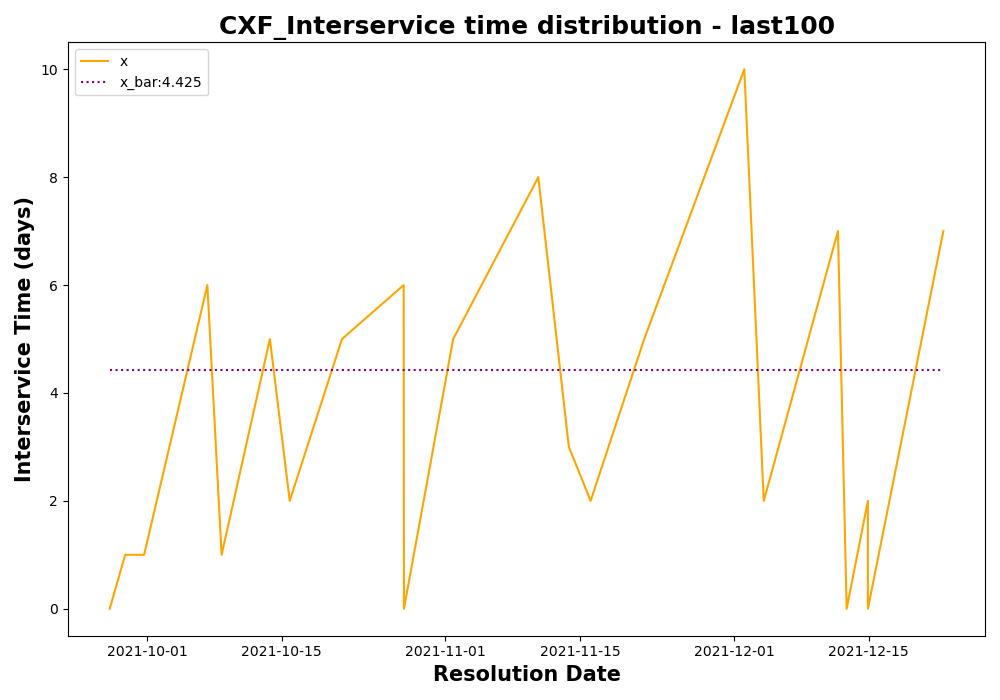 CXF_Interservice time distribution - last100
x
x_bar:4.425
Interservice Time (days)
10
8
6
4
2
0
2021-10-01
2021-10-15
2021-11-01
2021-11-15
2021-12-01
2021-12-15
Resolution Date